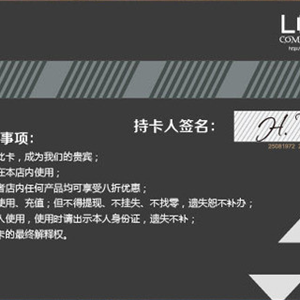 COM
持卡人签名：
H.
20081972
事项：
此卡，成为我们的贵宾；
在本店内使用；
者店内任何产品均可享受八折优惠；
使用、充值；但不得提现、不挂失、不找零，遗失恕不补办；
人使用，使用时请出示本人身份证，遗失不补；
卡的最终解释权。